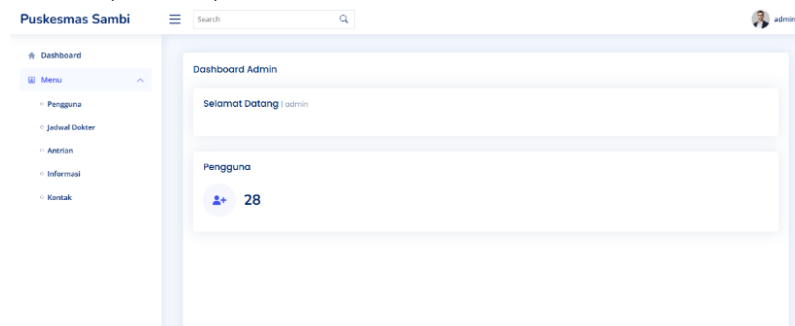 Puskesmas Sambi
Search
admin
Dashboard
Menu
Pengguna
Jadwal Dokter
Antrian
Informasi
Kontak
Dashboard Admin
Selamat Datang | admin
Pengguna
28